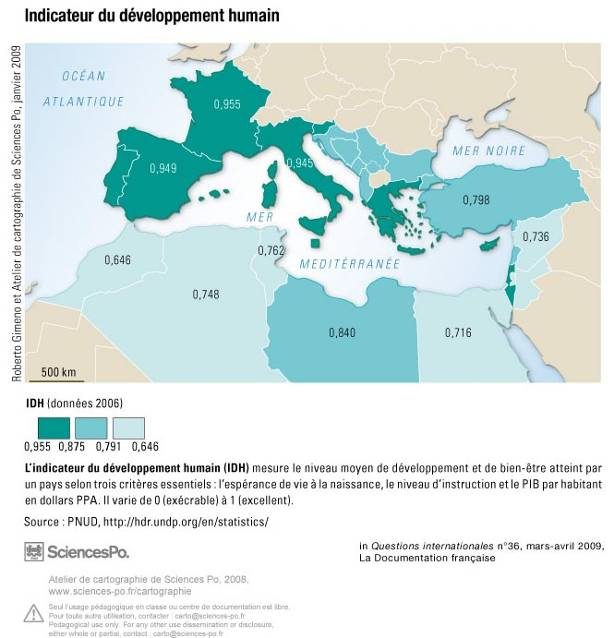 Indicateur du développement humain
Roberto Gimeno et Atelier de cartographie de Sciences Po, janvier 2009
OCÉAN
ATLANTIQUE
0,955
0,949
0,945
MER NOIRE
0,798
MER
MEDITÉRRANÉE
0,646
0,748
0,762
0,736
0,840
0,716
500 km
IDH (données 2006)
0,955 0,875 0,791 0,646
L'indicateur du développement humain (IDH) mesure le niveau moyen de développement et de bien-être atteint par
un pays selon trois critères essentiels : l'espérance de vie à la naissance, le niveau d'instruction et le PIB par habitant
en dollars PPA. Il varie de 0 (exécrable) à 1 (excellent).
Source : PNUD, http://hdr.undp.org/en/statistics/
SciencesPo.
in Questions internationales n°36, mars-avril 2009,
La Documentation française
Atelier de cartographie de Sciences Po, 2008,
www.sciences-po.fr/cartographie
Seul l'usage pédagogique en classe ou centre de documentation est libre.
Pour toute autre utilisation, contacter : carto@sciences-po.fr
Pedagogical use only. For any other use dissemination or disclosure,
either whole or partial, contact : carto@sciences-po.fr